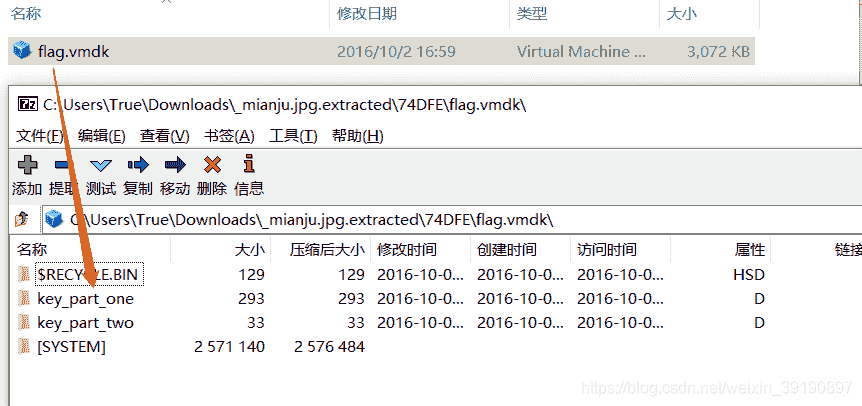 名称 修改日期 类型 大小
flag.vmdk 2016/10/2 16:59 Virtual Machine ... 3,072 KB
7z C:\Users\True\Downloads\_mianju.jpg.extracted\74DFE\flag.vmdk\
文件(F) 编辑(E) 查看(V) 书签(A) 工具(T) 帮助(H)
添加 提取 测试 复制 移动 删除 信息
C:\Users\True\Downloads\_mianju.jpg.extracted\74DFE\flag.vmdk\
名称 大小 压缩后大小 修改时间 创建时间 访问时间 属性 链接
$RECYCLE.BIN 129 129 2016-10-0... 2016-10-0... 2016-10-0... HSD
key_part_one 293 293 2016-10-0... 2016-10-0... 2016-10-0... D
key_part_two 33 33 2016-10-0... 2016-10-0... 2016-10-0... D
[SYSTEM] 2 571 140 2 576 484
https://blog.csdn.net/weixin_39190897